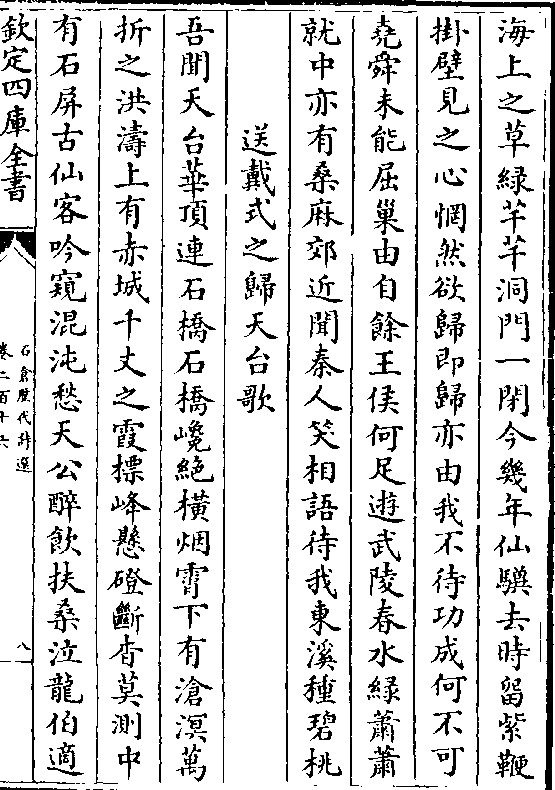 海上之草緑芊芊洞門一閉今幾年仙驥去時留紫鞭
掛壁見之心惘然欲歸即歸亦由我不待功成何不可
堯舜未能屈巢由自餘王侯何足遊武陵春水緑蕭蕭
就中亦有桑麻郊近聞秦人笑相語待我東溪種碧桃
送戴式之歸天台歌
吾聞天台華頂連石橋石橋巉絶横烟霄下有滄溟萬
折之洪濤上有赤城千丈之霞標峰懸磴斷杳莫測中
有石屏古仙客吟窺混沌愁天公醉飲扶桑泣龍伯適
欽定四庫全書
石倉歷代詩選
卷二百十六
八